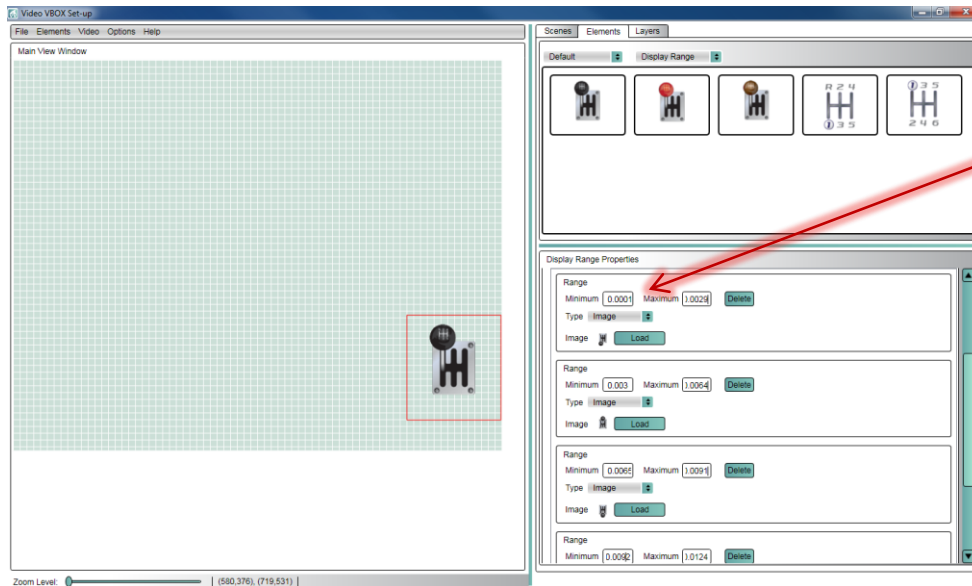 Video VBOX Set-up
File Elements Video Options Help
Main View Window
Scenes Elements Layers
Default Display Range
R 2 4
1 3 5
1 3 5
2 4 6
Display Range Properties
Range
Minimum 0.0001 Maximum ).0029 Delete
Type Image
Image Load
Range
Minimum 0.003 Maximum ).0064 Delete
Type Image
Image Load
Range
Minimum 0.0065 Maximum ).0091 Delete
Type Image
Image Load
Range
Minimum 0.0092 Maximum ).0124 Delete
Zoom Level: | (580,376), (719,531) |